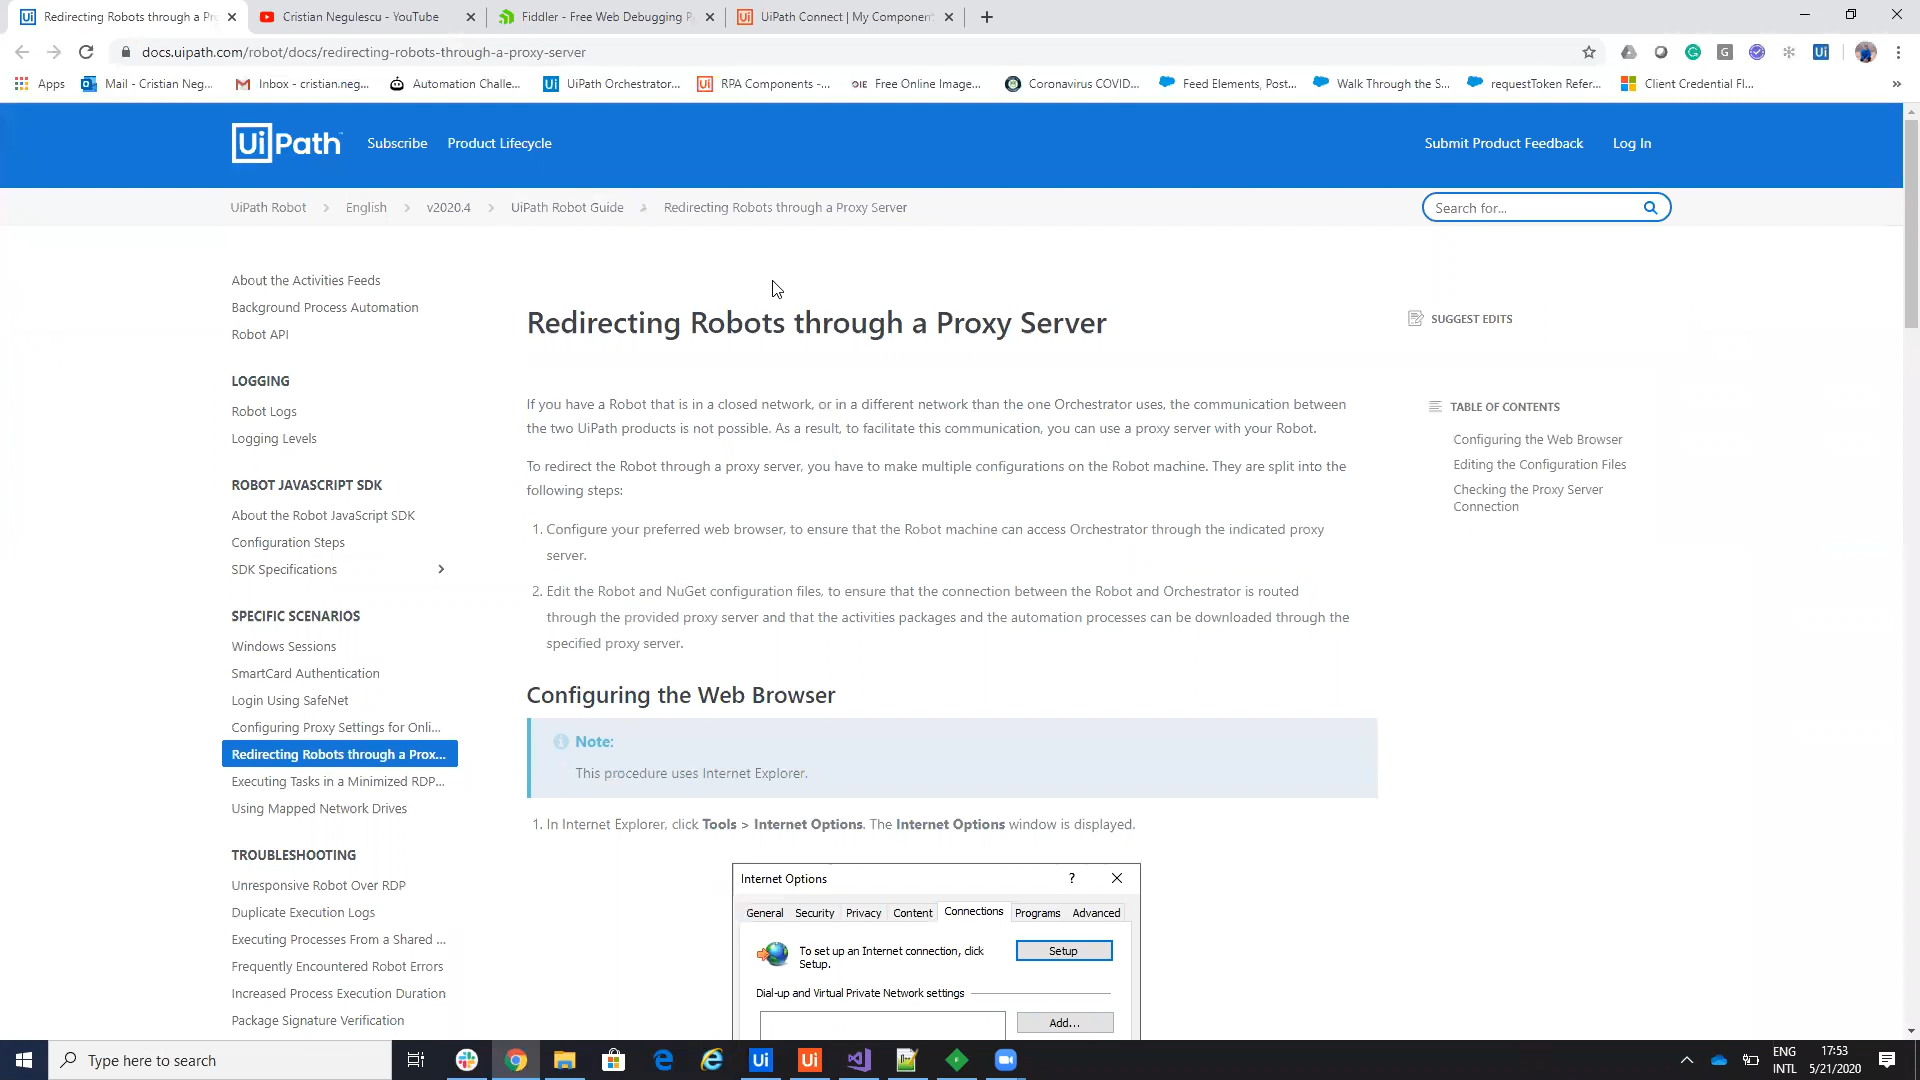 Redirecting Robots through a Pro
Cristian Negulescu - YouTube
Fiddler - Free Web Debugging P
UiPath Connect | My Component
docs.uipath.com/robot/docs/redirecting-robots-through-a-proxy-server
Apps
Mail - Cristian Neg...
Inbox - cristian.neg...
Automation Challe...
UiPath Orchestrator...
RPA Components -...
Free Online Image...
Coronavirus COVID...
Feed Elements, Post...
Walk Through the S...
requestToken Refer...
Client Credential Fl...
UiPath
Subscribe
Product Lifecycle
Submit Product Feedback
Log In
UiPath Robot > English > v2020.4 > UiPath Robot Guide > Redirecting Robots through a Proxy Server
Search for...
About the Activities Feeds
Background Process Automation
Robot API
LOGGING
Robot Logs
Logging Levels
ROBOT JAVASCRIPT SDK
About the Robot JavaScript SDK
Configuration Steps
SDK Specifications
SPECIFIC SCENARIOS
Windows Sessions
SmartCard Authentication
Login Using SafeNet
Configuring Proxy Settings for Onli...
Redirecting Robots through a Prox...
Executing Tasks in a Minimized RDP...
Using Mapped Network Drives
TROUBLESHOOTING
Unresponsive Robot Over RDP
Duplicate Execution Logs
Executing Processes From a Shared ...
Frequently Encountered Robot Errors
Increased Process Execution Duration
Package Signature Verification
Redirecting Robots through a Proxy Server
If you have a Robot that is in a closed network, or in a different network than the one Orchestrator uses, the communication between
the two UiPath products is not possible. As a result, to facilitate this communication, you can use a proxy server with your Robot.
To redirect the Robot through a proxy server, you have to make multiple configurations on the Robot machine. They are split into the
following steps:
1. Configure your preferred web browser, to ensure that the Robot machine can access Orchestrator through the indicated proxy
server.
2. Edit the Robot and NuGet configuration files, to ensure that the connection between the Robot and Orchestrator is routed
through the provided proxy server and that the activities packages and the automation processes can be downloaded through the
specified proxy server.
Configuring the Web Browser
Note:
This procedure uses Internet Explorer.
1. In Internet Explorer, click Tools > Internet Options. The Internet Options window is displayed.
Internet Options
?
General
Security
Privacy
Content
Connections
Programs
Advanced
To set up an Internet connection, click
Setup.
Setup
Dial-up and Virtual Private Network settings
Add...
SUGGEST EDITS
TABLE OF CONTENTS
Configuring the Web Browser
Editing the Configuration Files
Checking the Proxy Server
Connection
Type here to search
ENG
INTL
17:53
5/21/2020